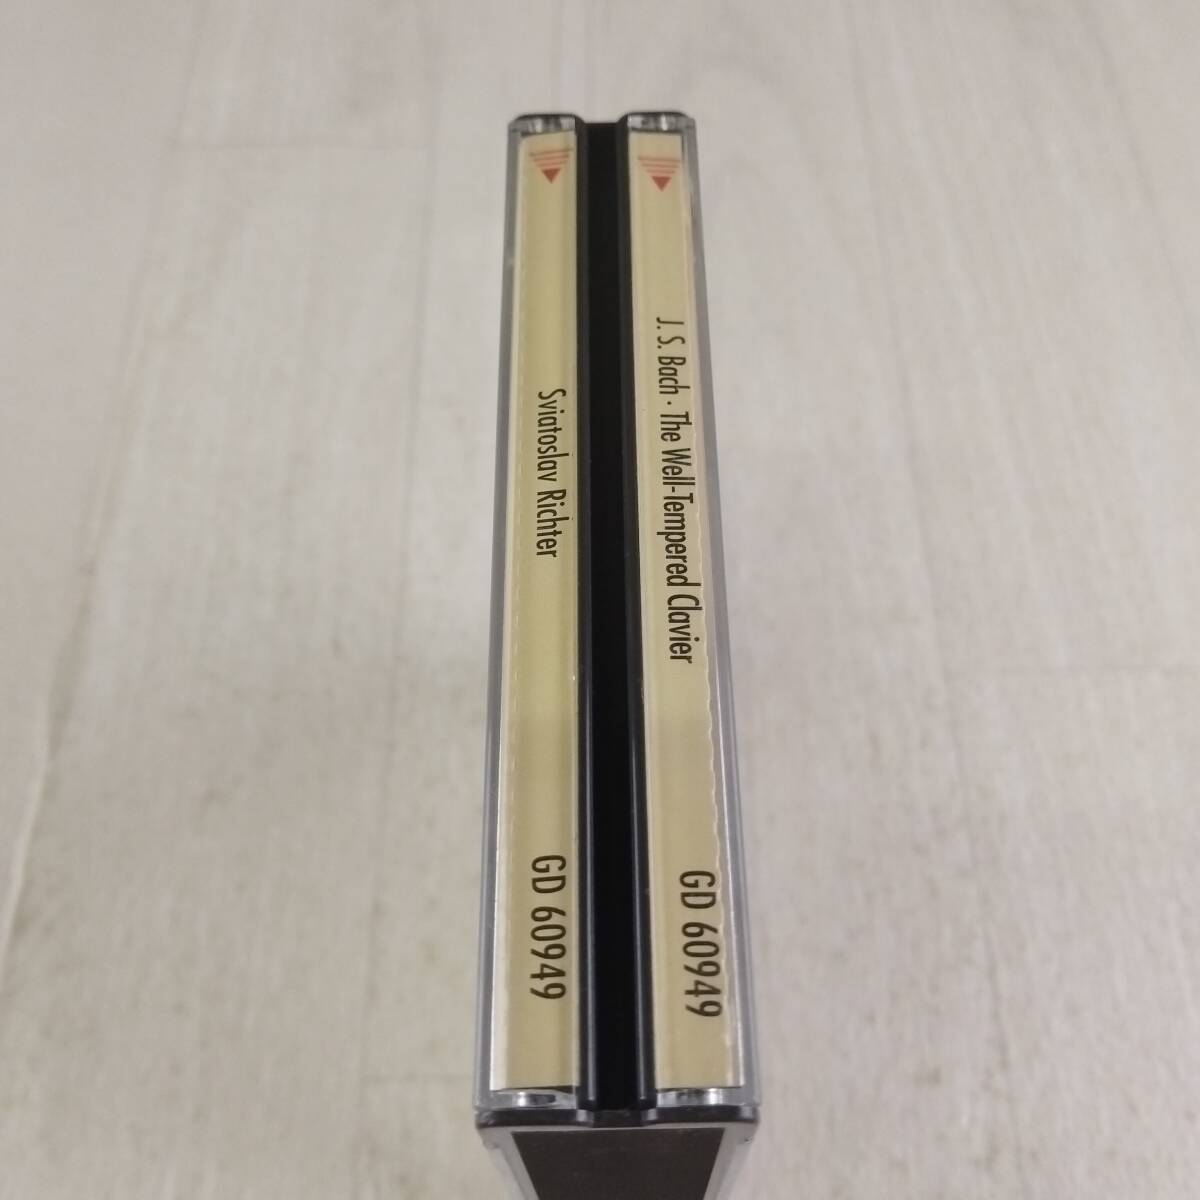 J. S. Bach · The Well-Tempered Clavier
GD 60949
Sviatoslav Richter
GD 60949